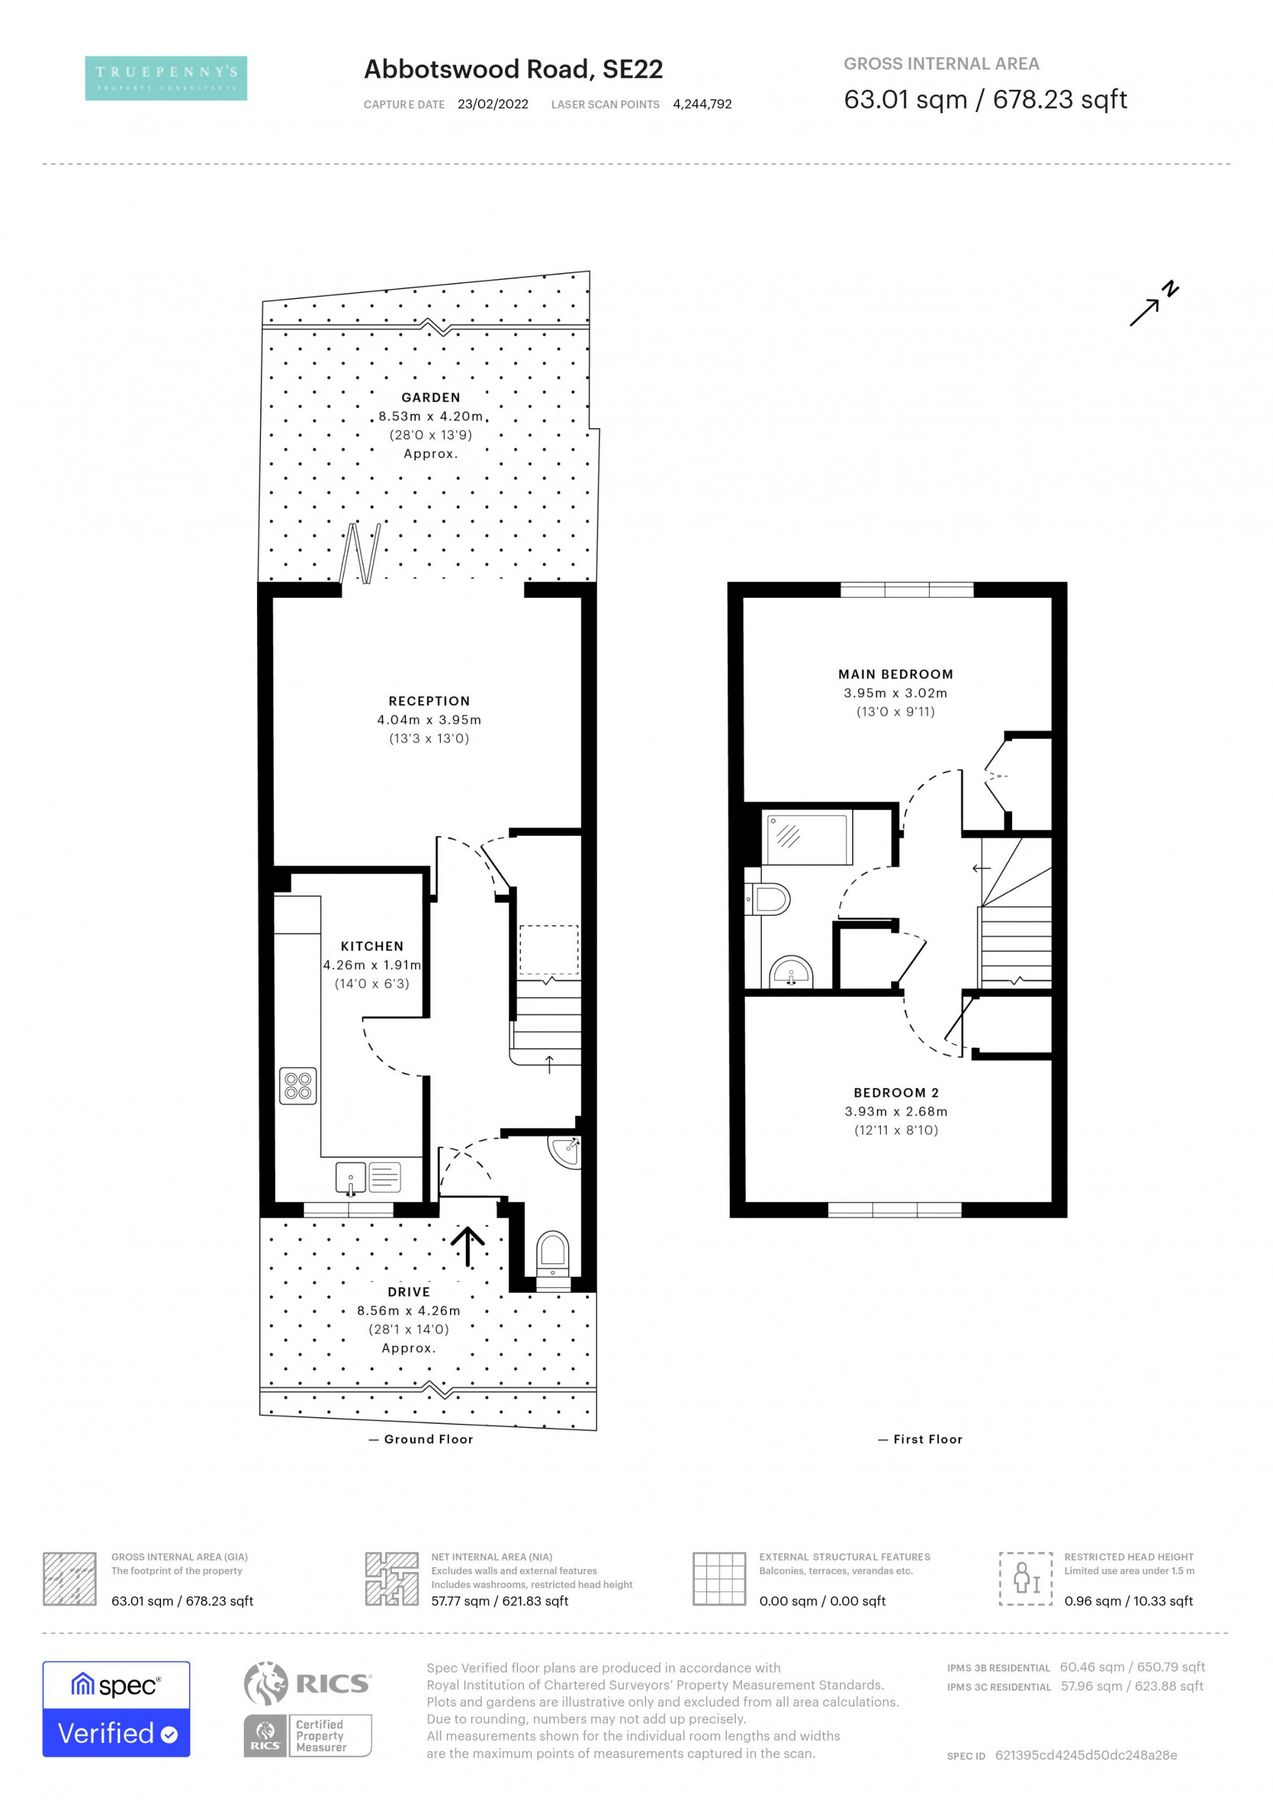 TRUEPENNY'S
PROPERTY CONSULTANTS
Abbotswood Road, SE22
CAPTURE DATE 23/02/2022 LASER SCAN POINTS 4,244,792
GROSS INTERNAL AREA
63.01 sqm / 678.23 sqft
N
GARDEN
8.53m x 4.20m
(28'0 x 13'9)
Approx.
RECEPTION
4.04m x 3.95m
(13'3 x 13'0)
KITCHEN
4.26m x 1.91m
(14'0 x 6'3)
DRIVE
8.56m x 4.26m
(28'1 x 14'0)
Approx.
— Ground Floor
MAIN BEDROOM
3.95m x 3.02m
(13'0 x 9'11)
BEDROOM 2
3.93m x 2.68m
(12'11 x 8'10)
— First Floor
GROSS INTERNAL AREA (GIA)
The footprint of the property
63.01 sqm / 678.23 sqft
NET INTERNAL AREA (NIA)
Excludes walls and external features
Includes washrooms, restricted head height
57.77 sqm / 621.83 sqft
EXTERNAL STRUCTURAL FEATURES
Balconies, terraces, verandas etc.
0.00 sqm / 0.00 sqft
RESTRICTED HEAD HEIGHT
Limited use area under 1.5 m
0.96 sqm / 10.33 sqft
spec®
Verified
RICS
RICS
Certified
Property
Measurer
Spec Verified floor plans are produced in accordance with
Royal Institution of Chartered Surveyors' Property Measurement Standards.
Plots and gardens are illustrative only and excluded from all area calculations.
Due to rounding, numbers may not add up precisely.
All measurements shown for the individual room lengths and widths
are the maximum points of measurements captured in the scan.
IPMS 3B RESIDENTIAL 60.46 sqm / 650.79 sqft
IPMS 3C RESIDENTIAL 57.96 sqm / 623.88 sqft
SPEC ID 621395cd4245d50dc248a28e